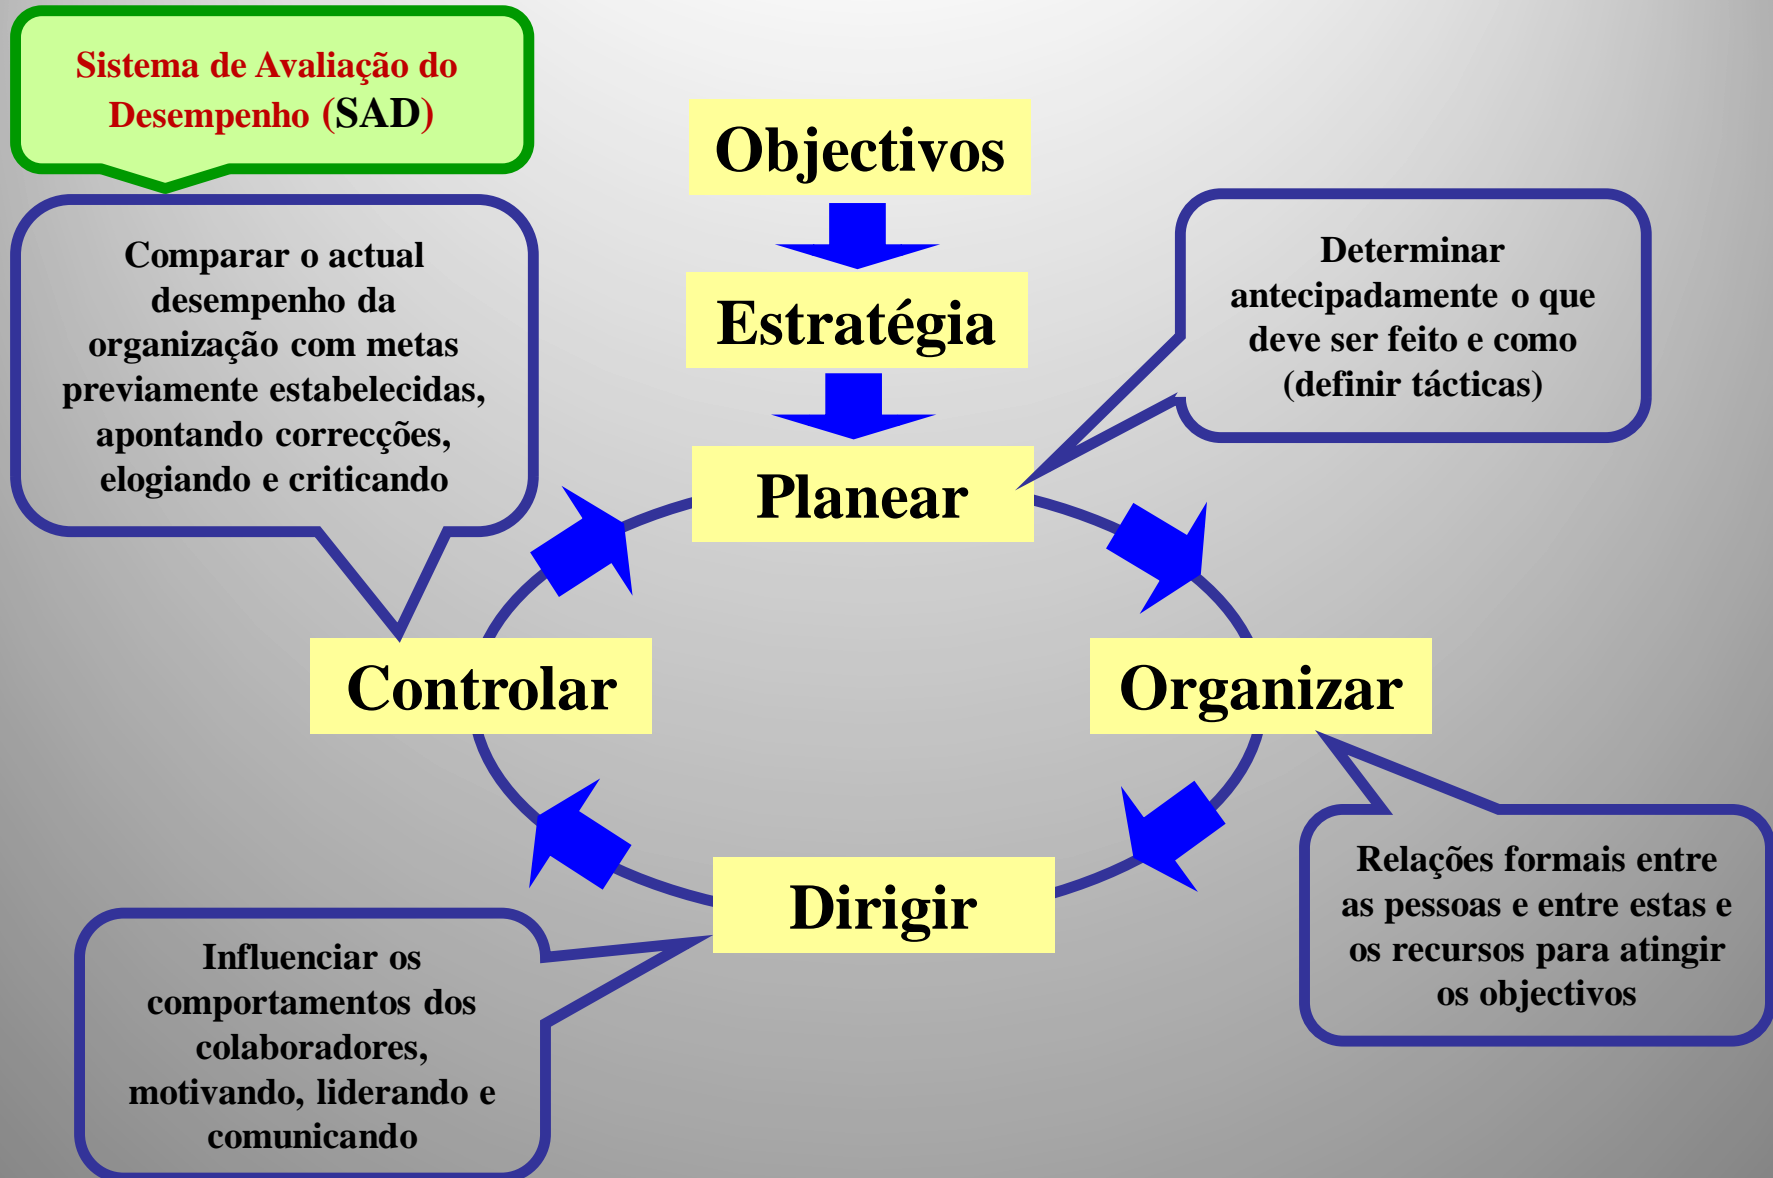 Sistema de Avaliação do
Desempenho (SAD)
Comparar o actual
desempenho da
organização com metas
previamente estabelecidas,
apontando correcções,
elogiando e criticando
Objectivos
Estratégia
Planear
Determinar
antecipadamente o que
deve ser feito e como
(definir tácticas)
Controlar
Organizar
Relações formais entre
as pessoas e entre estas e
os recursos para atingir
os objectivos
Dirigir
Influenciar os
comportamentos dos
colaboradores,
motivando, liderando e
comunicando